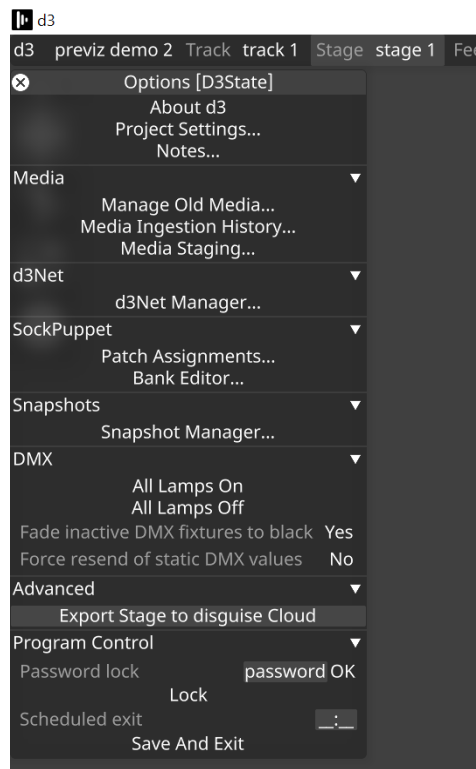 d3
d3 previz demo 2 Track track 1 Stage stage 1
Options [D3State]
About d3
Project Settings...
Notes...
Media
Manage Old Media...
Media Ingestion History...
Media Staging...
d3Net
d3Net Manager...
SockPuppet
Patch Assignments...
Bank Editor...
Snapshots
Snapshot Manager...
DMX
All Lamps On
All Lamps Off
Fade inactive DMX fixtures to black Yes
Force resend of static DMX values No
Advanced
Export Stage to disguise Cloud
Program Control
Password lock password OK
Lock
Scheduled exit __:__
Save And Exit